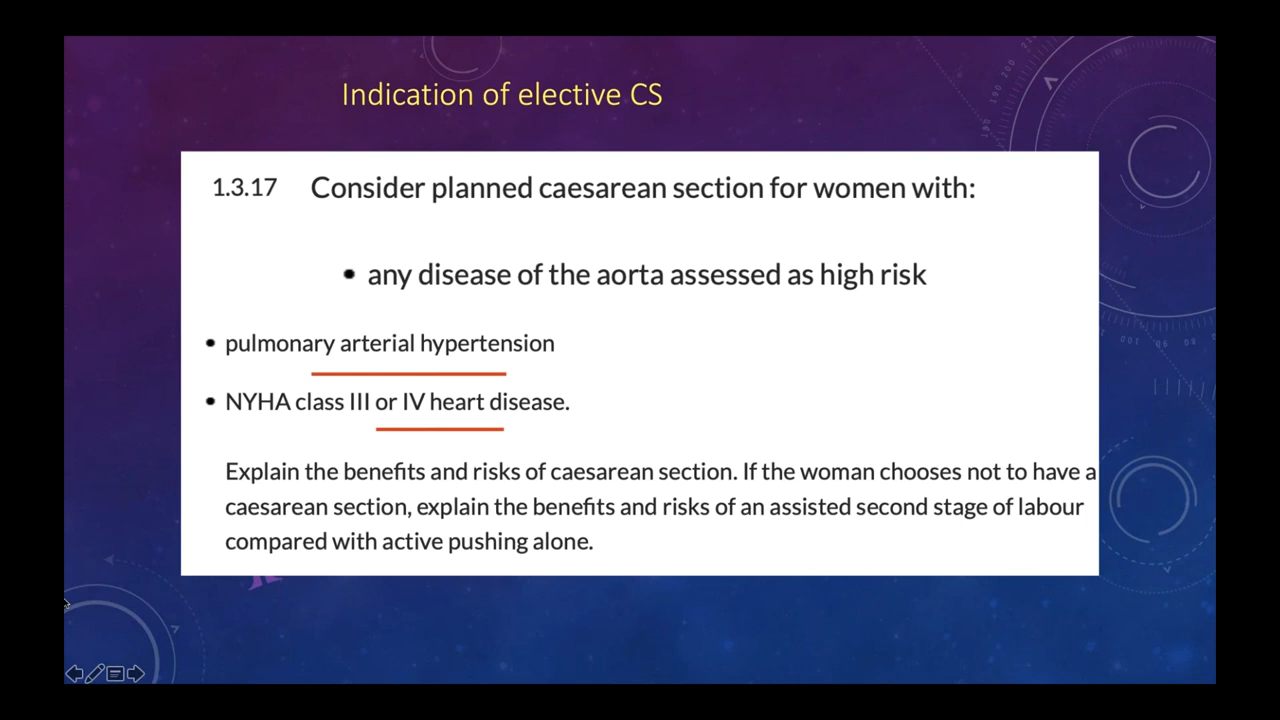 Indication of elective CS
1.3.17 Consider planned caesarean section for women with:
• any disease of the aorta assessed as high risk
• pulmonary arterial hypertension
• NYHA class III or IV heart disease.
Explain the benefits and risks of caesarean section. If the woman chooses not to have a
caesarean section, explain the benefits and risks of an assisted second stage of labour
compared with active pushing alone.